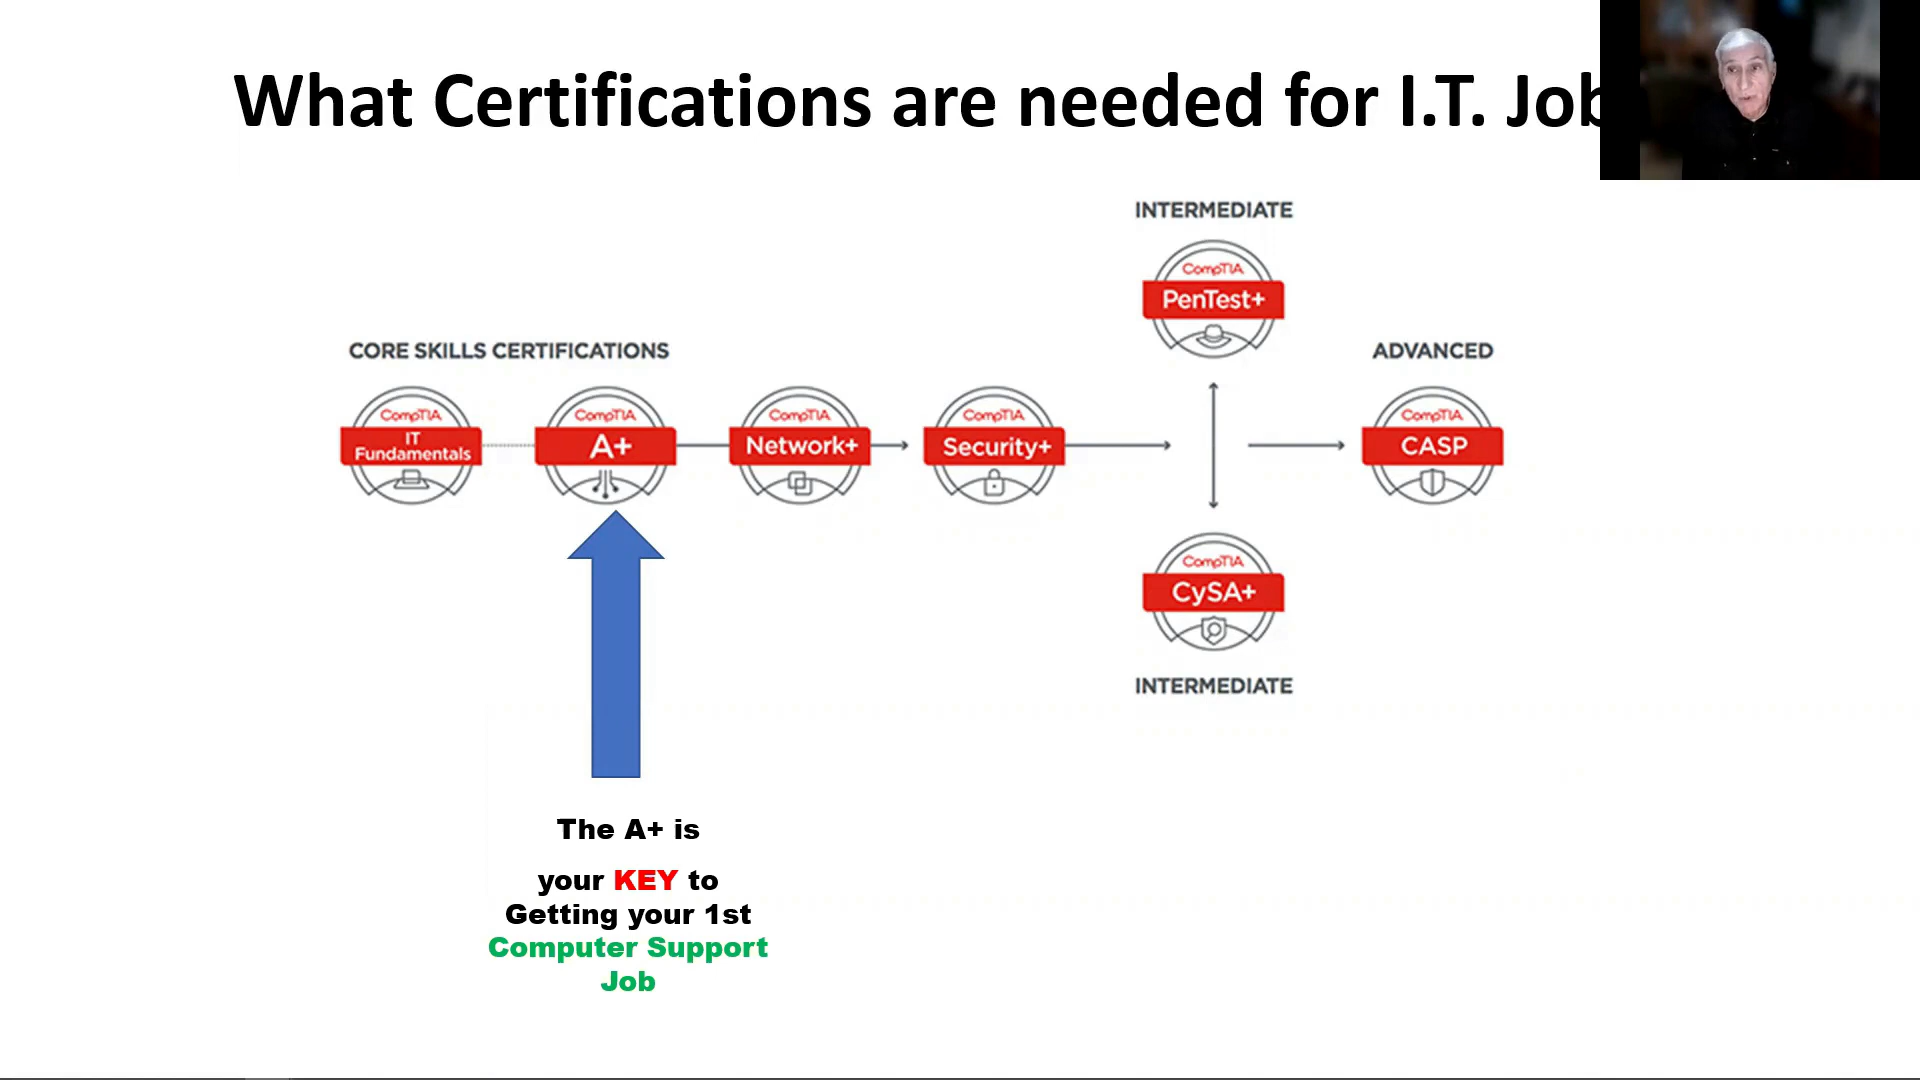 What Certifications are needed for I.T. Job
INTERMEDIATE
CompTIA
PenTest+
CORE SKILLS CERTIFICATIONS
ADVANCED
CompTIA
IT
Fundamentals
CompTIA
A+
CompTIA
Network+
CompTIA
Security+
CompTIA
CASP
CompTIA
CySA+
INTERMEDIATE
The A+ is
your KEY to
Getting your 1st
Computer Support
Job